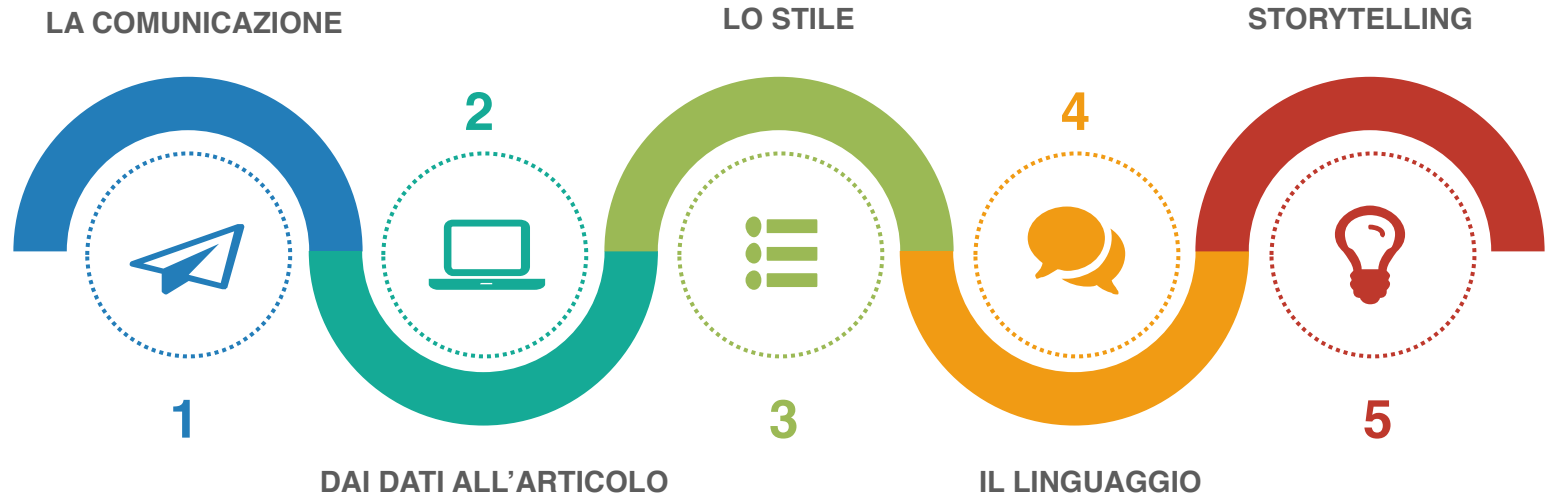 LA COMUNICAZIONE
LO STILE
STORYTELLING
2
4
1
3
5
DAI DATI ALL’ARTICOLO
IL LINGUAGGIO